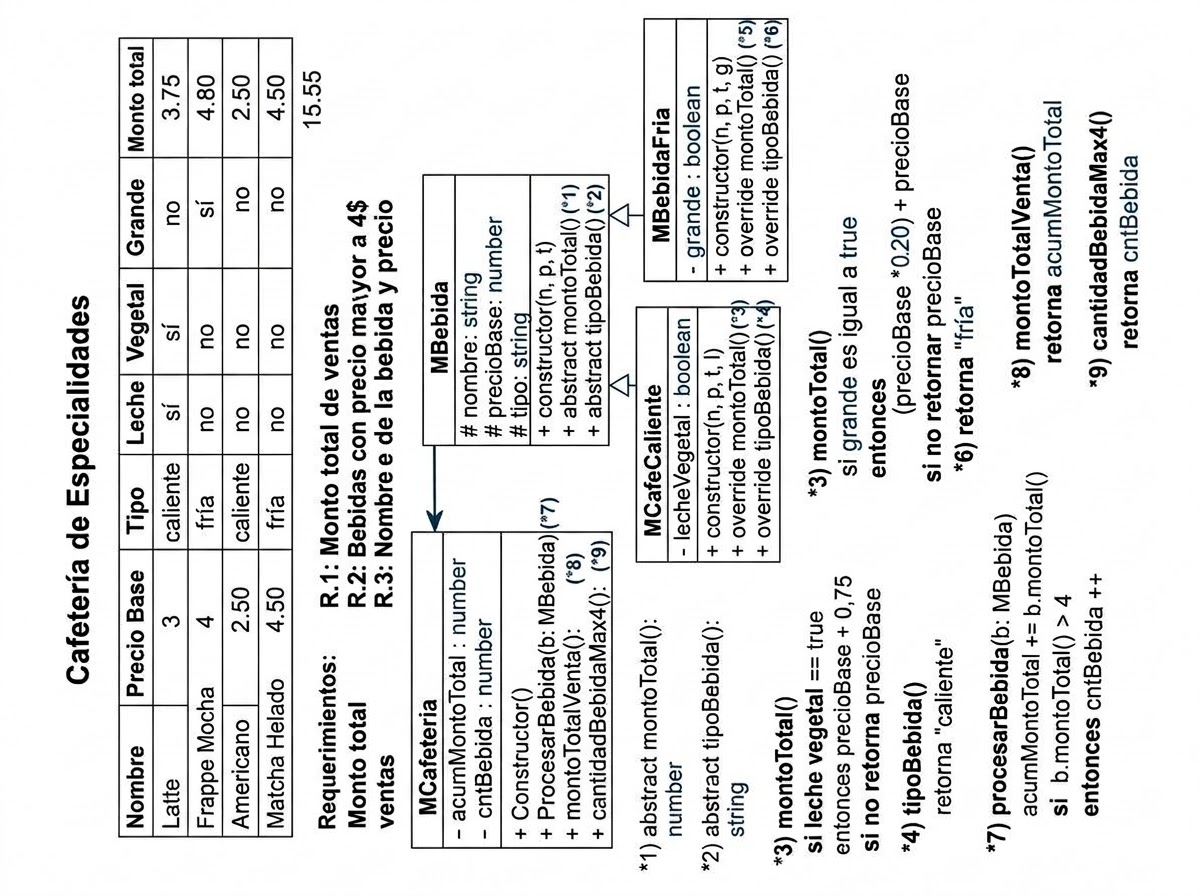 Cafetería de Especialidades
Nombre Precio Base Tipo Leche Vegetal Grande Monto total
Latte 3 caliente sí sí no 3.75
Frappe Mocha 4 fría no no sí 4.80
Americano 2.50 caliente no no no 2.50
Matcha Helado 4.50 fría no no no 4.50
15.55
Requerimientos:
Monto total
ventas
R.1: Monto total de ventas
R.2: Bebidas con precio ma\yor a 4$
R.3: Nombre e de la bebida y precio
MCafeteria
- acumMontoTotal : number
- cntBebida : number
+ Constructor()
+ ProcesarBebida(b: MBebida) (*7)
+ montoTotalVenta(): (*8)
+ cantidadBebidaMax4(): (*9)
MBebida
# nombre: string
# precioBase: number
# tipo: string
+ constructor(n, p, t)
+ abstract montoTotal() (*1)
+ abstract tipoBebida() (*2)
MCafeCaliente
- lecheVegetal : boolean
+ constructor(n, p, t, l)
+ override montoTotal() (*3)
+ override tipoBebida() (*4)
MBebidaFria
- grande : boolean
+ constructor(n, p, t, g)
+ override montoTotal() (*5)
+ override tipoBebida() (*6)
*1) abstract montoTotal():
number
*2) abstract tipoBebida():
string
*3) montoTotal()
si leche vegetal == true
entonces precioBase + 0,75
si no retorna precioBase
*4) tipoBebida()
retorna "caliente"
*3) montoTotal()
si grande es igual a true
entonces
(precioBase *0.20) + precioBase
si no retornar precioBase
*6) retorna "fría"
*7) procesarBebida(b: MBebida)
acumMontoTotal += b.montoTotal()
si b.montoTotal() > 4
entonces cntBebida ++
*8) montoTotalVenta()
retorna acumMontoTotal
*9) cantidadBebidaMax4()
retorna cntBebida